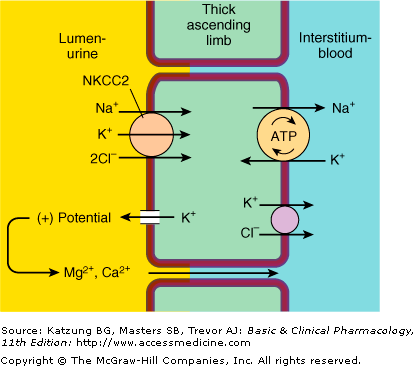 Thick
ascending
limb
Lumen-
urine
Interstitium-
blood
NKCC2
Na⁺
K⁺
2Cl⁻
ATP
Na⁺
K⁺
(+) Potential
K⁺
K⁺
Cl⁻
Mg²⁺, Ca²⁺
Source: Katzung BG, Masters SB, Trevor AJ: Basic & Clinical Pharmacology,
11th Edition: http://www.accessmedicine.com
Copyright © The McGraw-Hill Companies, Inc. All rights reserved.